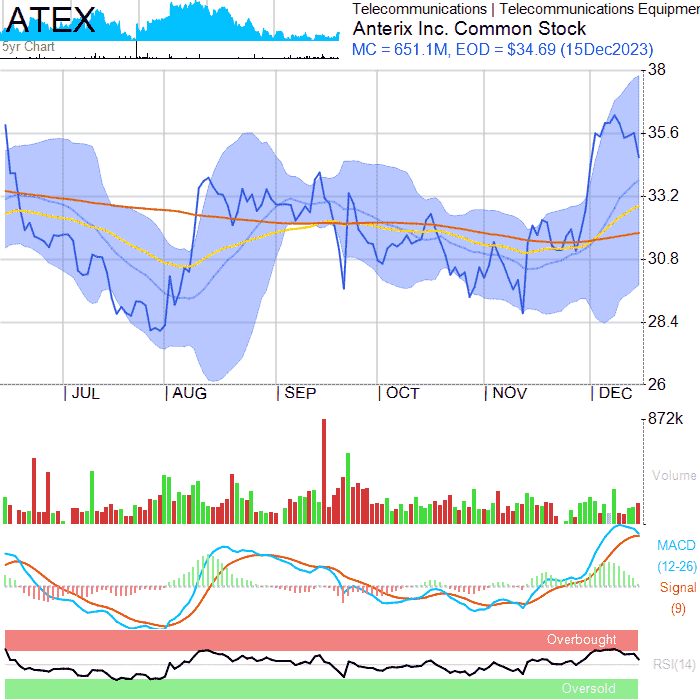 ATEX
5yr Chart
Telecommunications | Telecommunications Equipmen
Anterix Inc. Common Stock
MC = 651.1M, EOD = $34.69 (15Dec2023)
38
35.6
33.2
30.8
28.4
26
JUL
AUG
SEP
OCT
NOV
DEC
872k
Volume
MACD
(12-26)
Signal
(9)
Overbought
RSI(14)
Oversold